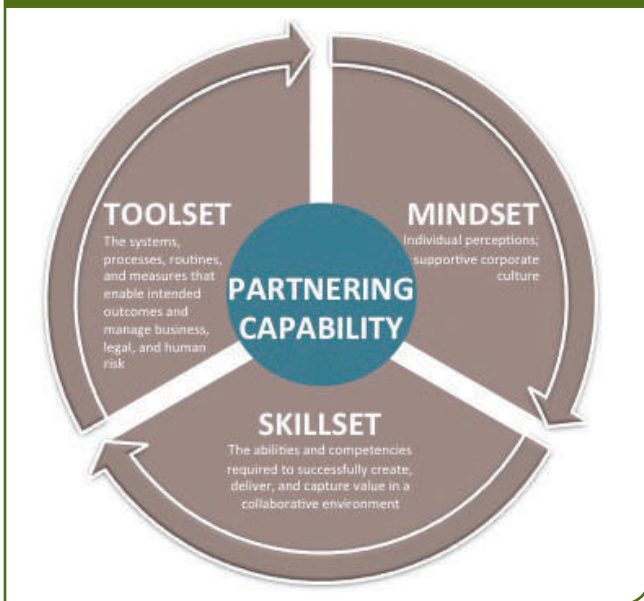 TOOLSET
The systems,
processes, routines,
and measures that
enable intended
outcomes and
manage business,
legal, and human
risk
MINDSET
Individual perceptions;
supportive corporate
culture
PARTNERING
CAPABILITY
SKILLSET
The abilities and competencies
required to successfully create,
deliver, and capture value in a
collaborative environment